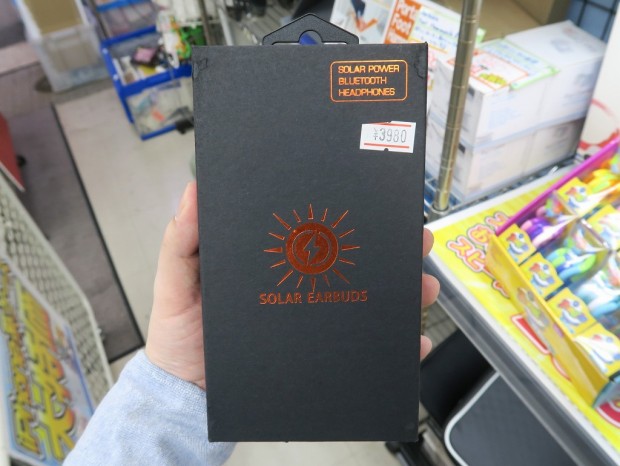 SOLAR POWER
BLUETOOTH
HEADPHONES
¥3980
SOLAR EARBUDS